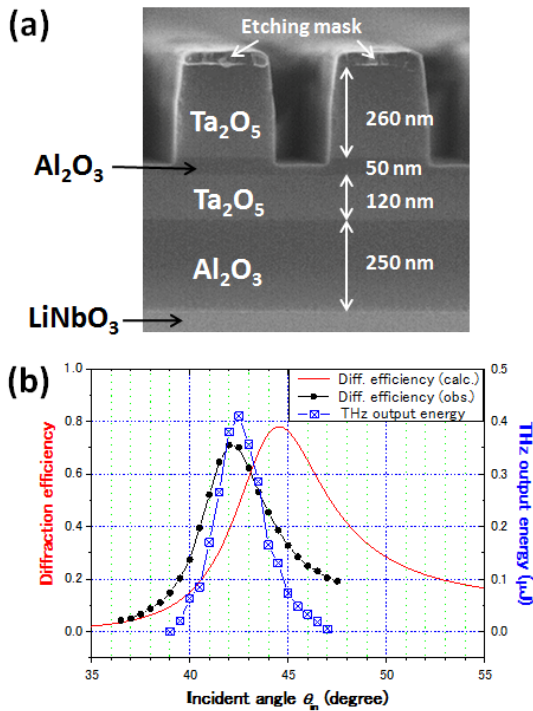 (a)
Etching mask
Ta₂O₅
260 nm
Al₂O₃
50 nm
Ta₂O₅
120 nm
Al₂O₃
250 nm
LiNbO₃
(b)
Diff. efficiency (calc.)
Diff. efficiency (obs.)
THz output energy
Diffraction efficiency
1.0
0.8
0.6
0.4
0.2
0.0
0.5
0.4
0.3
0.2
0.1
0.0
THz output energy (μJ)
35 40 45 50 55
Incident angle θin (degree)